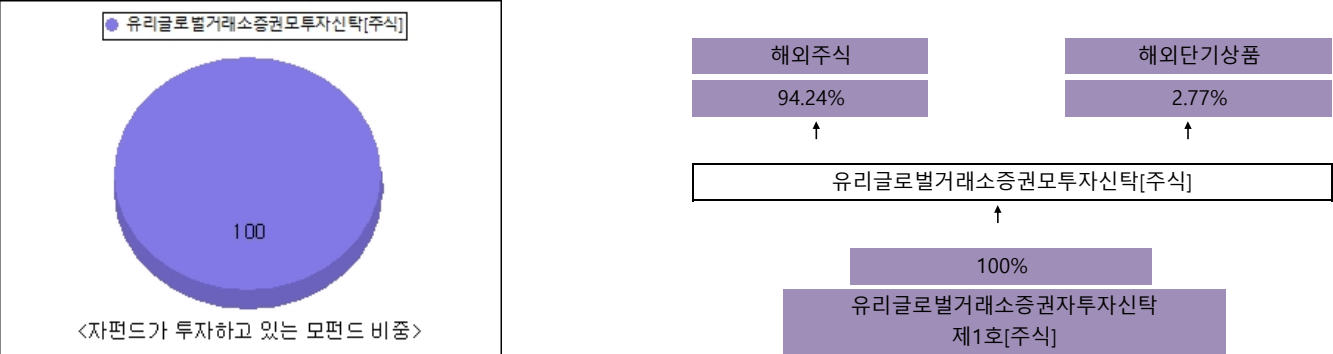 유리글로벌거래소증권모투자신탁[주식]
100
<자펀드가 투자하고 있는 모펀드 비중>
해외주식
해외단기상품
94.24%
2.77%
유리글로벌거래소증권모투자신탁[주식]
100%
유리글로벌거래소증권자투자신탁
제1호[주식]